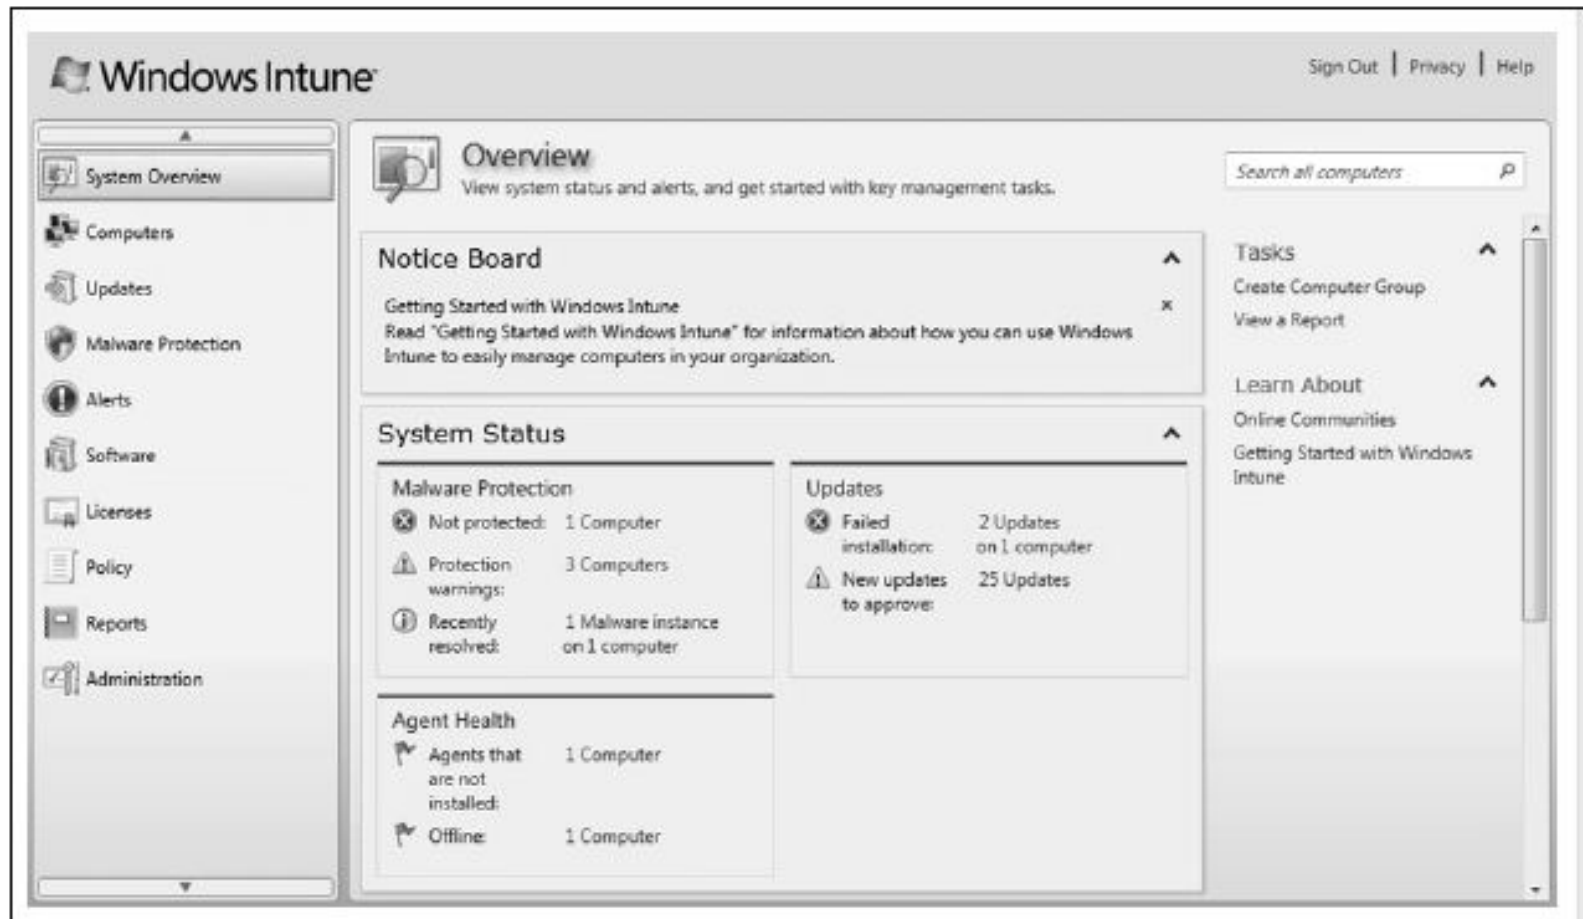 Windows Intune
Sign Out | Privacy | Help
System Overview
Computers
Updates
Malware Protection
Alerts
Software
Licenses
Policy
Reports
Administration
Overview
View system status and alerts, and get started with key management tasks.
Search all computers
Notice Board
Getting Started with Windows Intune
Read "Getting Started with Windows Intune" for information about how you can use Windows
Intune to easily manage computers in your organization.
System Status
Malware Protection
Not protected: 1 Computer
Protection 3 Computers
warnings:
Recently 1 Malware instance
resolved: on 1 computer
Updates
Failed 2 Updates
installation: on 1 computer
New updates 25 Updates
to approve:
Agent Health
Agents that 1 Computer
are not
installed:
Offline: 1 Computer
Tasks
Create Computer Group
View a Report
Learn About
Online Communities
Getting Started with Windows
Intune